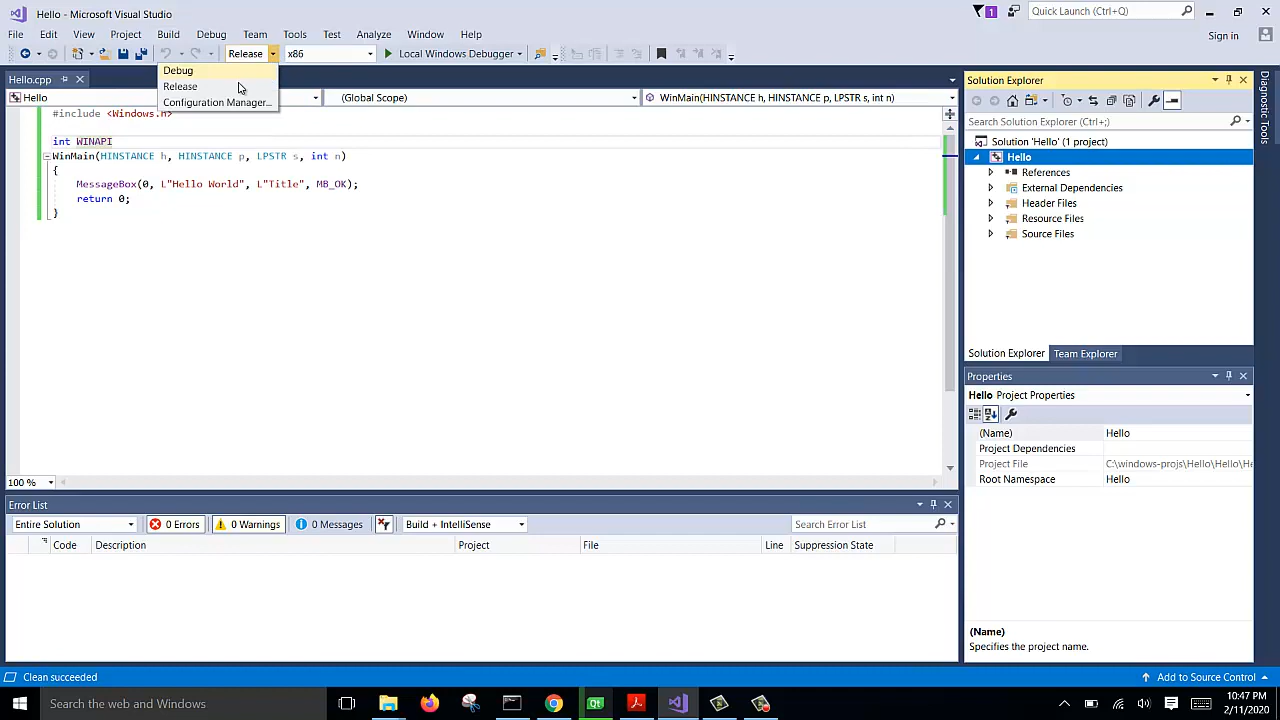 Hello - Microsoft Visual Studio
1
Quick Launch (Ctrl+Q)
File Edit View Project Build Debug Team Tools Test Analyze Window Help
Sign in
Release x86 Local Windows Debugger
Debug
Release
Configuration Manager...
Hello.cpp
Hello (Global Scope) WinMain(HINSTANCE h, HINSTANCE p, LPSTR s, int n)
#include <Windows.h>
int WINAPI
WinMain(HINSTANCE h, HINSTANCE p, LPSTR s, int n)
{
MessageBox(0, L"Hello World", L"Title", MB_OK);
return 0;
}
100 %
Solution Explorer
Search Solution Explorer (Ctrl+;)
Solution 'Hello' (1 project)
Hello
References
External Dependencies
Header Files
Resource Files
Source Files
Solution Explorer Team Explorer
Diagnostic Tools
Properties
Hello Project Properties
(Name) Hello
Project Dependencies
Project File C:\windows-projs\Hello\Hello\He
Root Namespace Hello
(Name)
Specifies the project name.
Error List
Entire Solution 0 Errors 0 Warnings 0 Messages Build + IntelliSense Search Error List
Code Description Project File Line Suppression State
Clean succeeded
Add to Source Control
Search the web and Windows
Qt
10:47 PM
2/11/2020